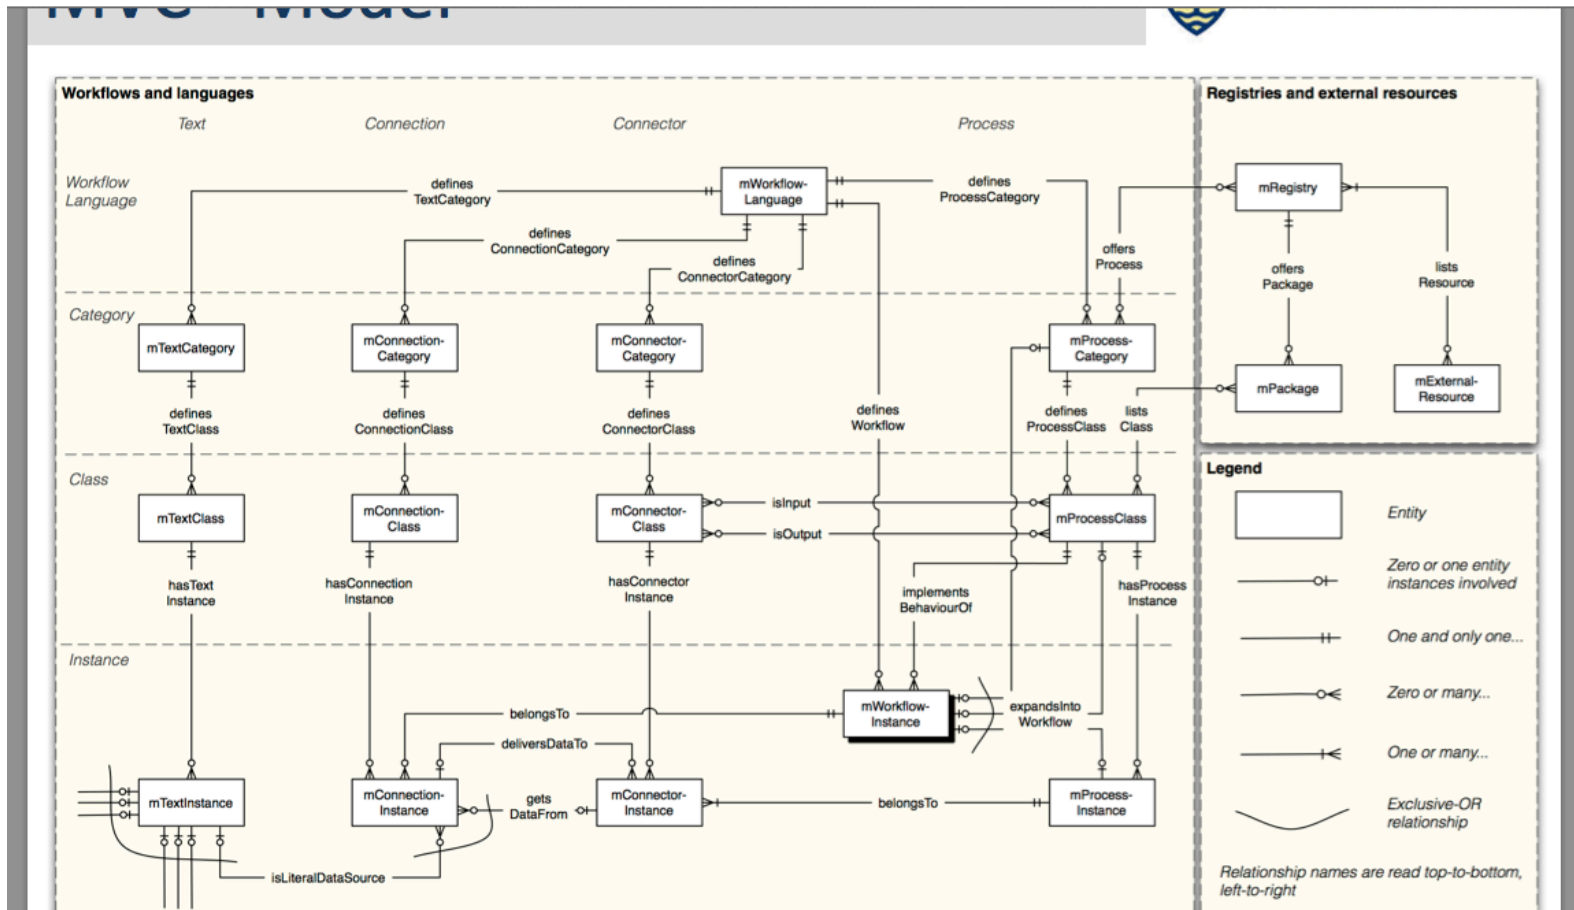 MVC - Model
Workflows and languages
Registries and external resources
Text
Connection
Connector
Process
Workflow
Language
mWorkflow-
Language
defines
TextCategory
defines
ProcessCategory
defines
ConnectionCategory
defines
ConnectorCategory
offers
Process
mRegistry
offers
Package
lists
Resource
Category
mTextCategory
mConnection-
Category
mConnector-
Category
mProcess-
Category
mPackage
mExternal-
Resource
defines
TextClass
defines
ConnectionClass
defines
ConnectorClass
defines
Workflow
defines
ProcessClass
lists
Class
Class
mTextClass
mConnection-
Class
mConnector-
Class
isInput
isOutput
mProcessClass
hasText
Instance
hasConnection
Instance
hasConnector
Instance
implements
BehaviourOf
hasProcess
Instance
Instance
belongsTo
mWorkflow-
Instance
expandsInto
Workflow
deliversDataTo
mTextInstance
mConnection-
Instance
gets
DataFrom
mConnector-
Instance
belongsTo
mProcess-
Instance
isLiteralDataSource
Legend
Entity
Zero or one entity
instances involved
One and only one...
Zero or many...
One or many...
Exclusive-OR
relationship
Relationship names are read top-to-bottom,
left-to-right